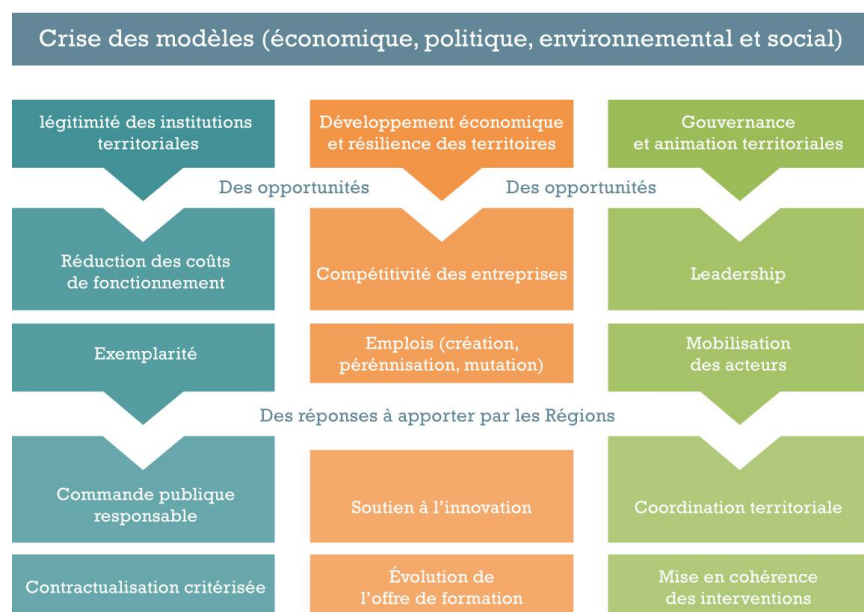 Crise des modèles (économique, politique, environnemental et social)
légitimité des institutions
territoriales
Développement économique
et résilience des territoires
Gouvernance
et animation territoriales
Des opportunités
Des opportunités
Réduction des coûts
de fonctionnement
Compétitivité des entreprises
Leadership
Exemplarité
Emplois (création,
pérénnisation, mutation)
Mobilisation
des acteurs
Des réponses à apporter par les Régions
Commande publique
responsable
Soutien à l'innovation
Coordination territoriale
Contractualisation critérisée
Évolution de
l'offre de formation
Mise en cohérence
des interventions